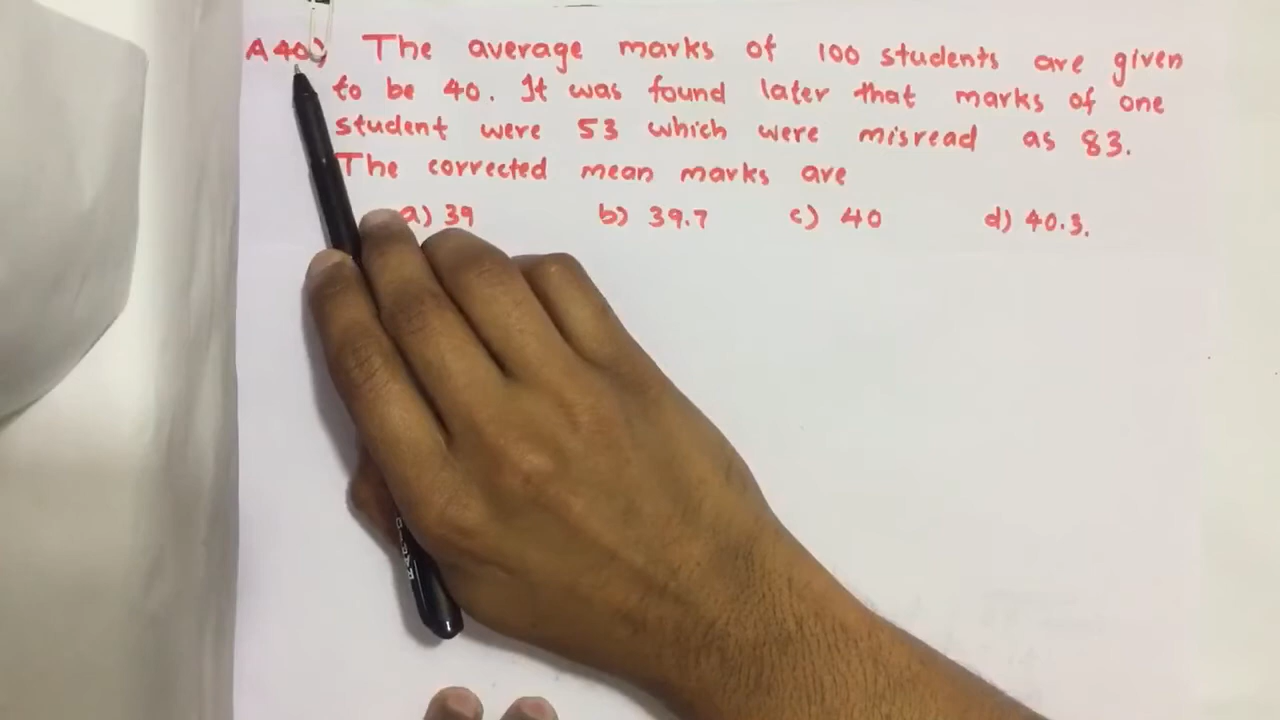 A40) The average marks of 100 students are given
to be 40. It was found later that marks of one
student were 53 which were misread as 83.
The corrected mean marks are
a) 39 b) 39.7 c) 40 d) 40.3.